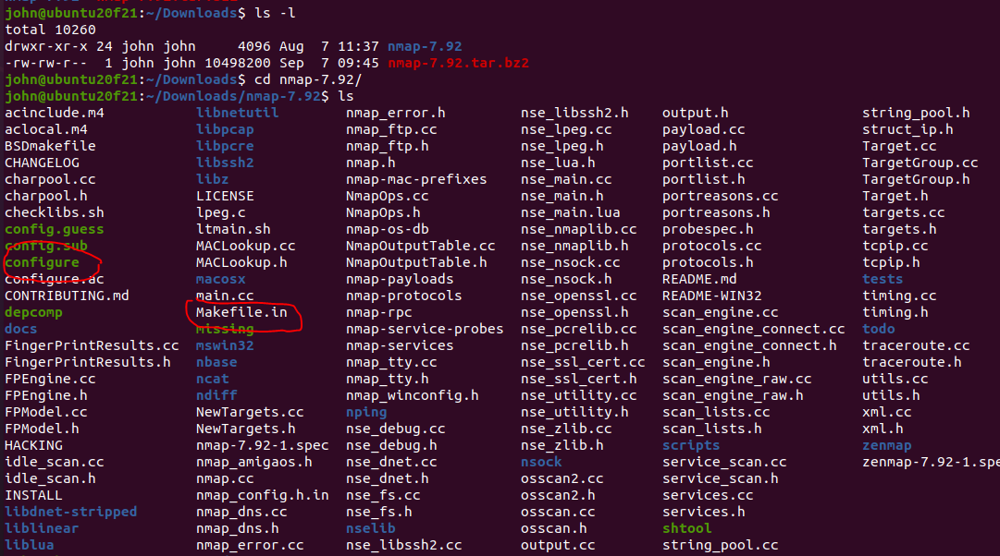 john@ubuntu20f21:~/Downloads$ ls -l
total 10260
drwxr-xr-x 24 john john     4096 Aug  7 11:37 nmap-7.92
-rw-rw-r--  1 john john 10498200 Sep  7 09:45 nmap-7.92.tar.bz2
john@ubuntu20f21:~/Downloads$ cd nmap-7.92/
john@ubuntu20f21:~/Downloads/nmap-7.92$ ls
acinclude.m4 libnetutil nmap_error.h nse_libssh2.h output.h string_pool.h
aclocal.m4 libpcap nmap_ftp.cc nse_lpeg.cc payload.cc struct_ip.h
BSDmakefile libpcre nmap_ftp.h nse_lpeg.h payload.h Target.cc
CHANGELOG libssh2 nmap.h nse_lua.h portlist.cc TargetGroup.cc
charpool.cc libz nmap-mac-prefixes nse_main.cc portlist.h TargetGroup.h
charpool.h LICENSE NmapOps.cc nse_main.h portreasons.cc Target.h
checklibs.sh lpeg.c NmapOps.h nse_main.lua portreasons.h targets.cc
config.guess ltmain.sh nmap-os-db nse_nmaplib.cc probespec.h targets.h
config.sub MACLookup.cc NmapOutputTable.cc nse_nmaplib.h protocols.cc tcpip.cc
configure MACLookup.h NmapOutputTable.h nse_nsock.cc protocols.h tcpip.h
configure.ac macosx nmap-payloads nse_nsock.h README.md tests
CONTRIBUTING.md main.cc nmap-protocols nse_openssl.cc README-WIN32 timing.cc
depcomp Makefile.in nmap-rpc nse_openssl.h scan_engine.cc timing.h
docs missing nmap-service-probes nse_pcrelib.cc scan_engine_connect.cc todo
FingerPrintResults.cc mswin32 nmap-services nse_pcrelib.h scan_engine_connect.h traceroute.cc
FingerPrintResults.h nbase nmap_tty.cc nse_ssl_cert.cc scan_engine.h traceroute.h
FPEngine.cc ncat nmap_tty.h nse_ssl_cert.h scan_engine_raw.cc utils.cc
FPEngine.h ndiff nmap_winconfig.h nse_utility.cc scan_engine_raw.h utils.h
FPModel.cc NewTargets.cc nping nse_utility.h scan_lists.cc xml.cc
FPModel.h NewTargets.h nse_debug.cc nse_zlib.cc scan_lists.h xml.h
HACKING nmap-7.92-1.spec nse_debug.h nse_zlib.h scripts zenmap
idle_scan.cc nmap_amigaos.h nse_dnet.cc nsock service_scan.cc zenmap-7.92-1.spe
idle_scan.h nmap.cc nse_dnet.h osscan2.cc service_scan.h
INSTALL nmap_config.h.in nse_fs.cc osscan2.h services.cc
libdnet-stripped nmap_dns.cc nse_fs.h osscan.cc services.h
liblinear nmap_dns.h nselib osscan.h shtool
liblua nmap_error.cc nse_libssh2.cc output.cc string_pool.cc